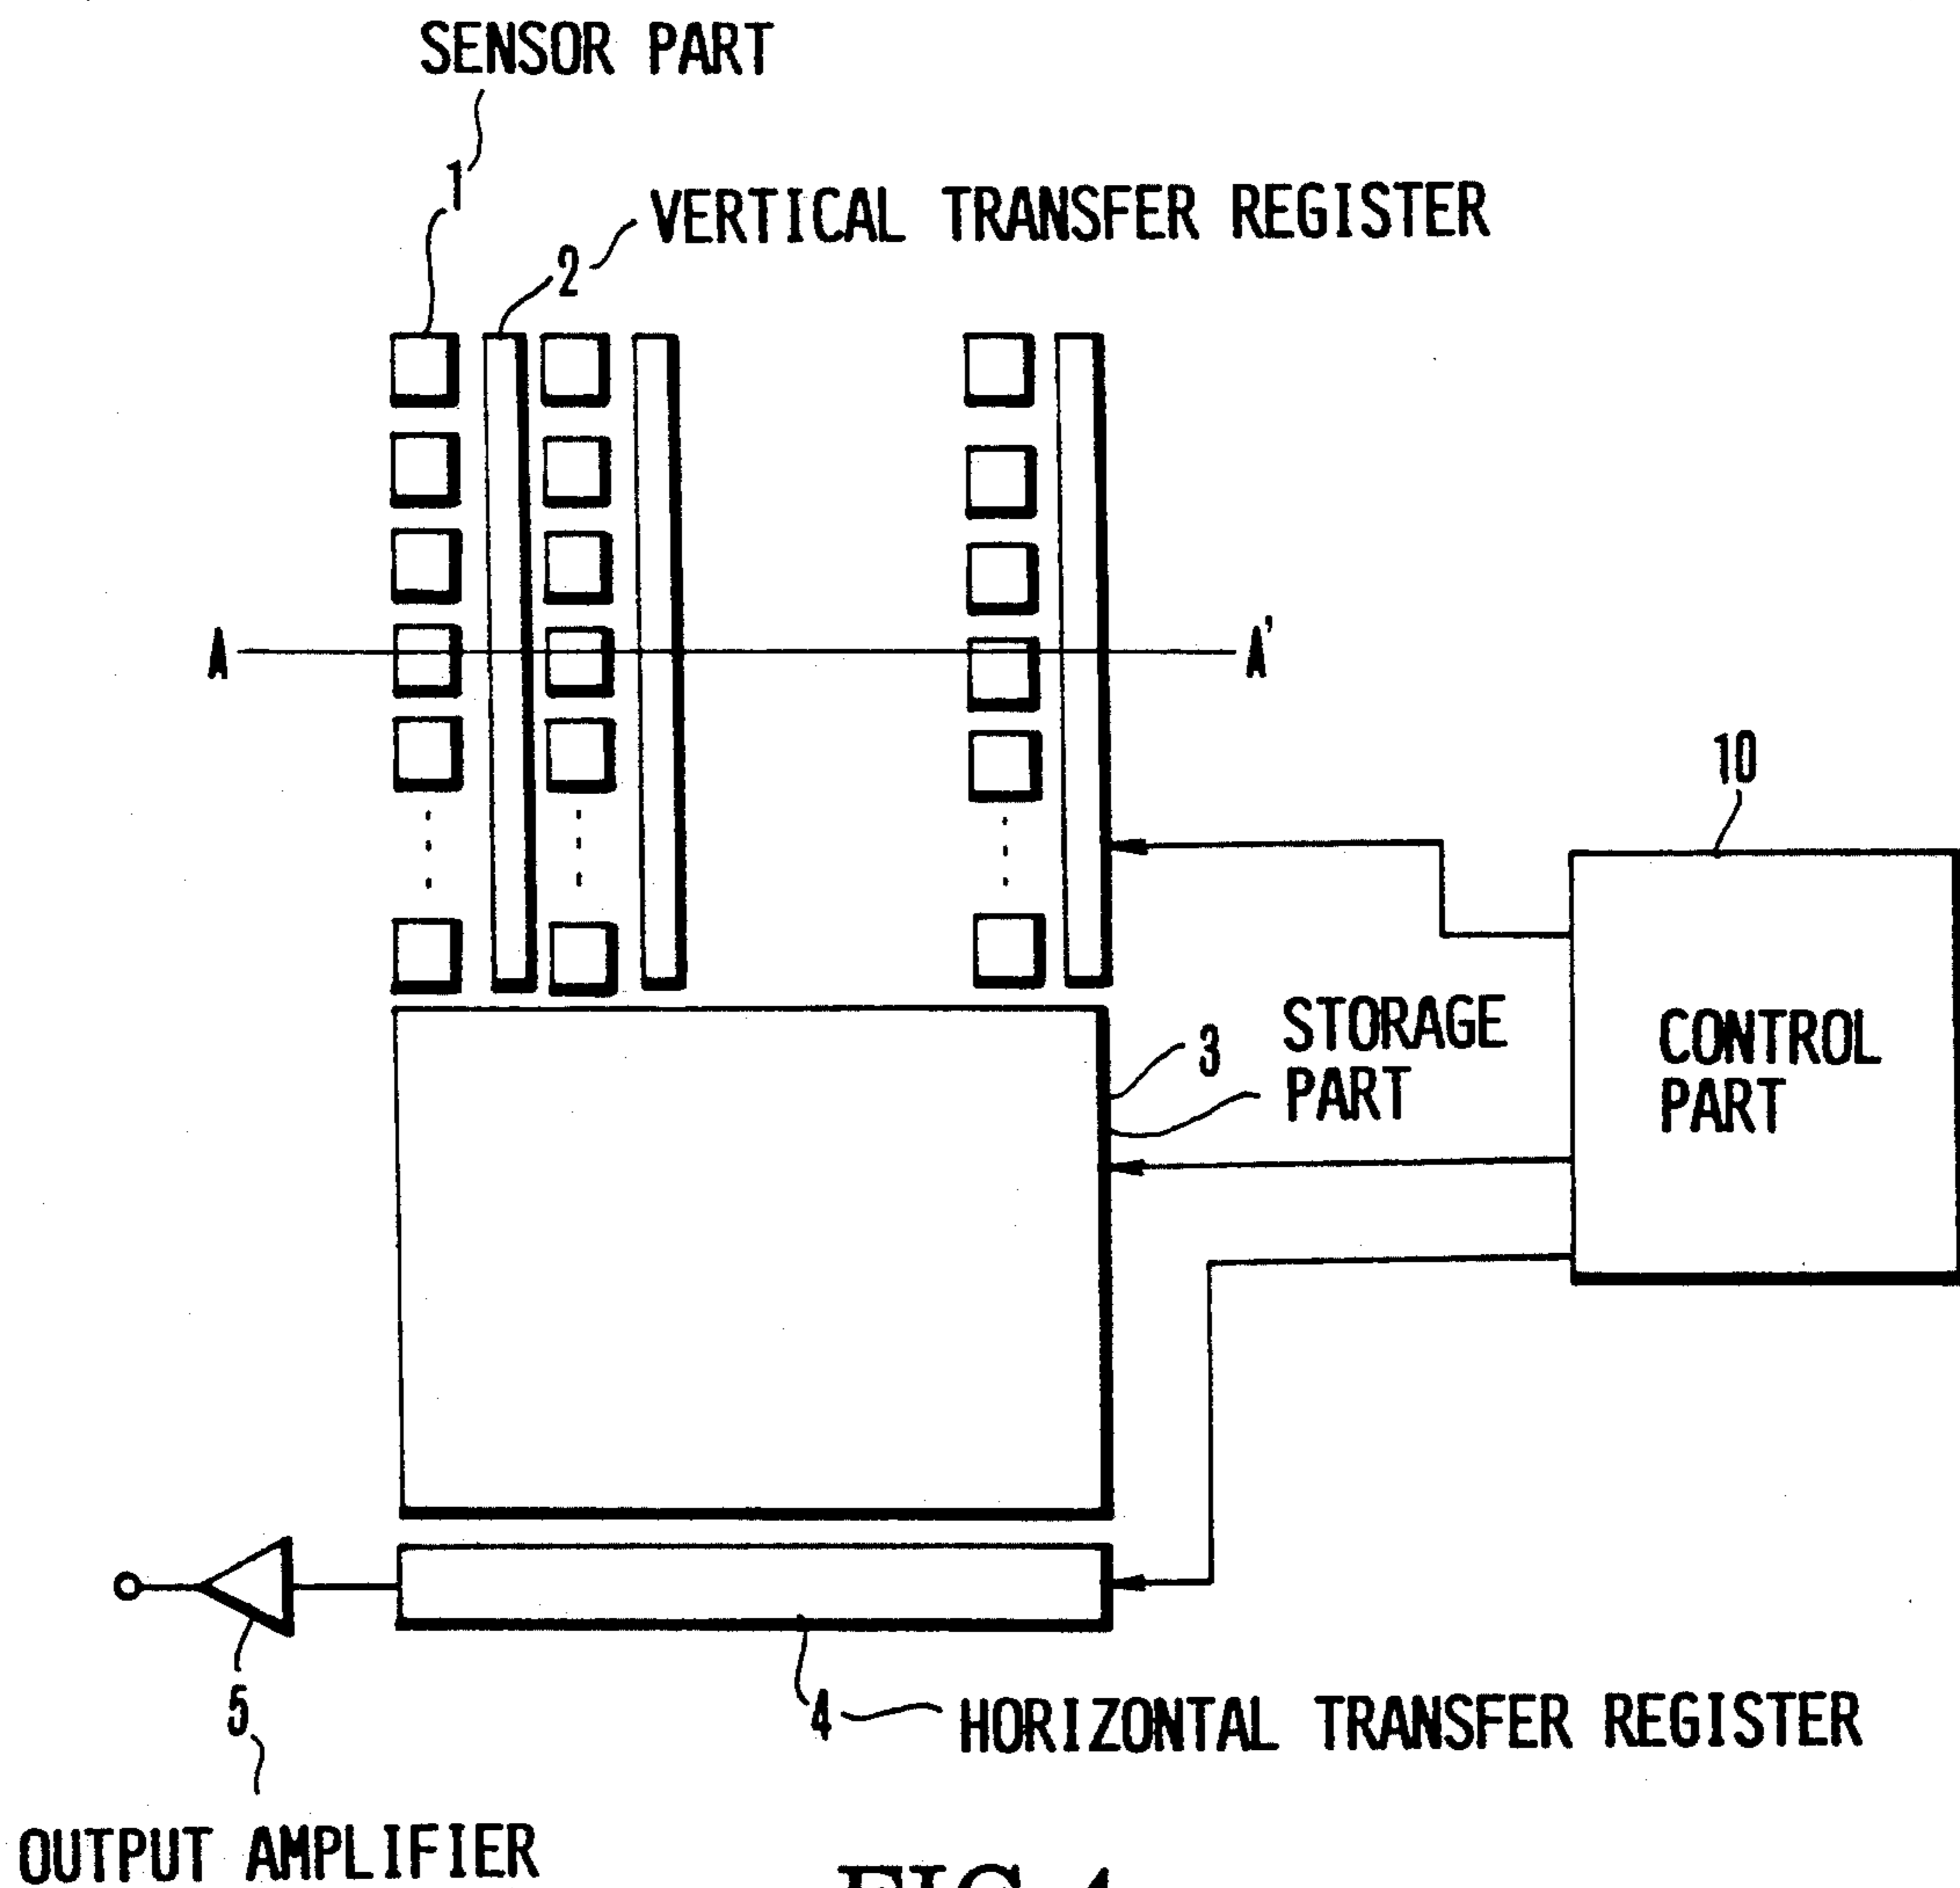 SENSOR PART
1
VERTICAL TRANSFER REGISTER
2
A
A'
10
STORAGE
PART
3
CONTROL
PART
5
4
HORIZONTAL TRANSFER REGISTER
OUTPUT AMPLIFIER